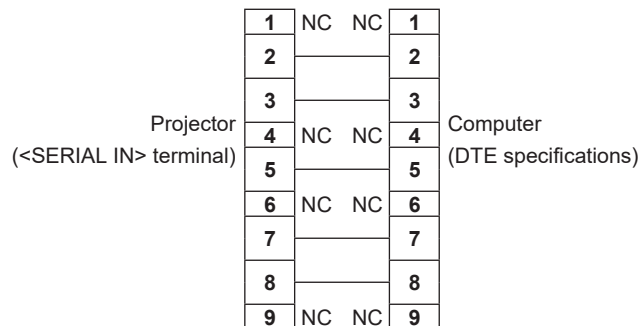 1 NC NC 1
2 2
3 3
Projector
(<SERIAL IN> terminal)
4 NC NC 4
Computer
(DTE specifications)
5 5
6 NC NC 6
7 7
8 8
9 NC NC 9